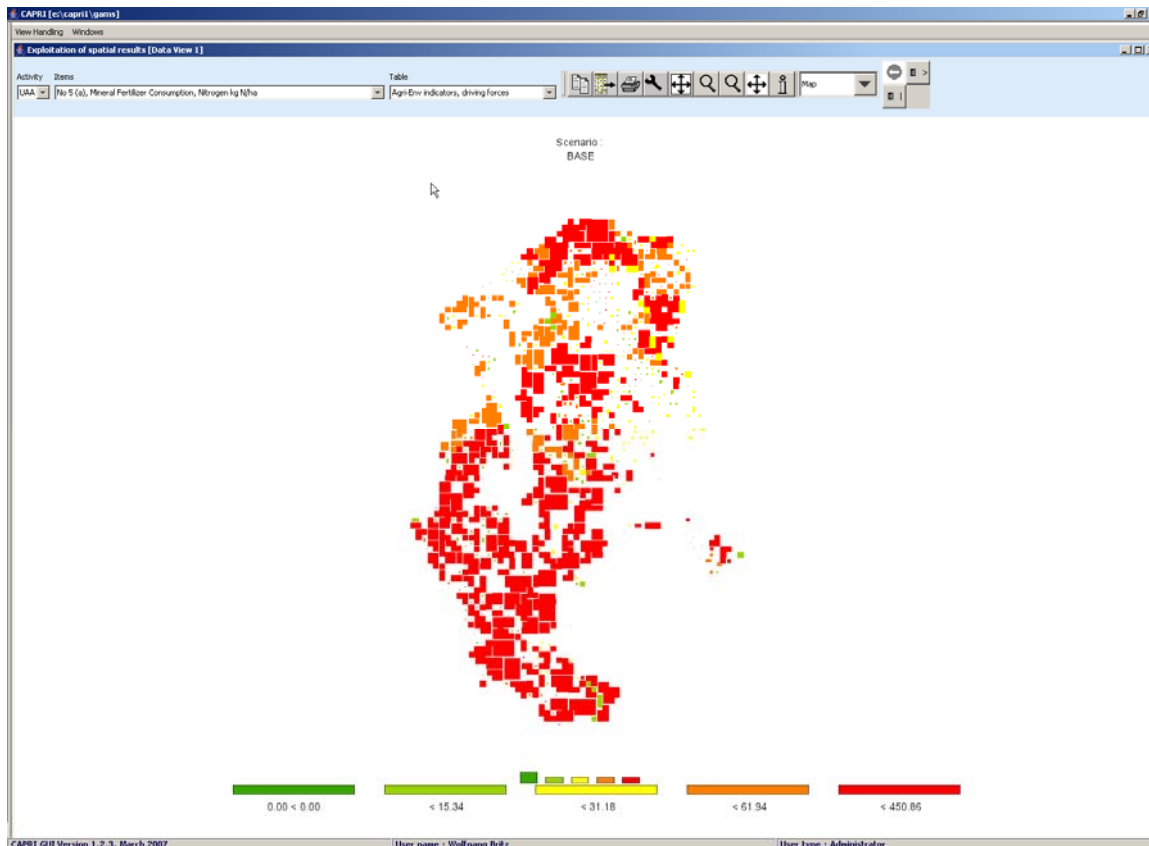 CAPRI [e:\capri1\gams]
View Handling Windows
Exploitation of spatial results [Data View 1]
Activity Items Table
UAA No 5 (a), Mineral Fertilizer Consumption, Nitrogen kg N/ha Agri-Env indicators, driving forces Map
Scenario :
BASE
0.00 < 0.00 < 15.34 < 31.18 < 61.94 < 450.86
CAPRI GUI Version 1.2.3, March 2007 User name : Wolfgang Britz User type : Administrator